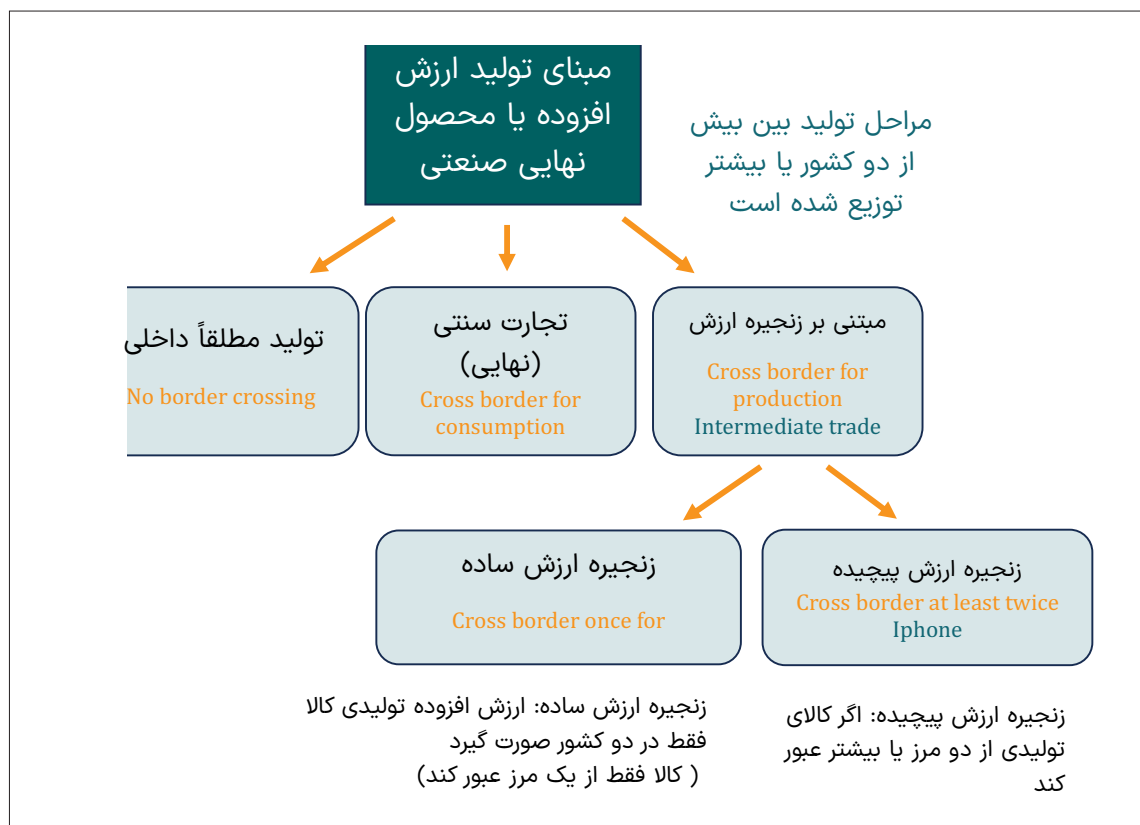 مبنای تولید ارزش
افزوده یا محصول
نهایی صنعتی
مراحل تولید بین بیش
از دو کشور یا بیشتر
توزیع شده است
مبتنی بر زنجیره ارزش
Cross border for
production
Intermediate trade
تجارت سنتی
(نهایی)
Cross border for
consumption
تولید مطلقاً داخلی
No border crossing
زنجیره ارزش پیچیده
Cross border at least twice
Iphone
زنجیره ارزش ساده
Cross border once for
زنجیره ارزش پیچیده: اگر کالای
تولیدی از دو مرز یا بیشتر عبور
کند
زنجیره ارزش ساده: ارزش افزوده تولیدی کالا
فقط در دو کشور صورت گیرد
( کالا فقط از یک مرز عبور کند)